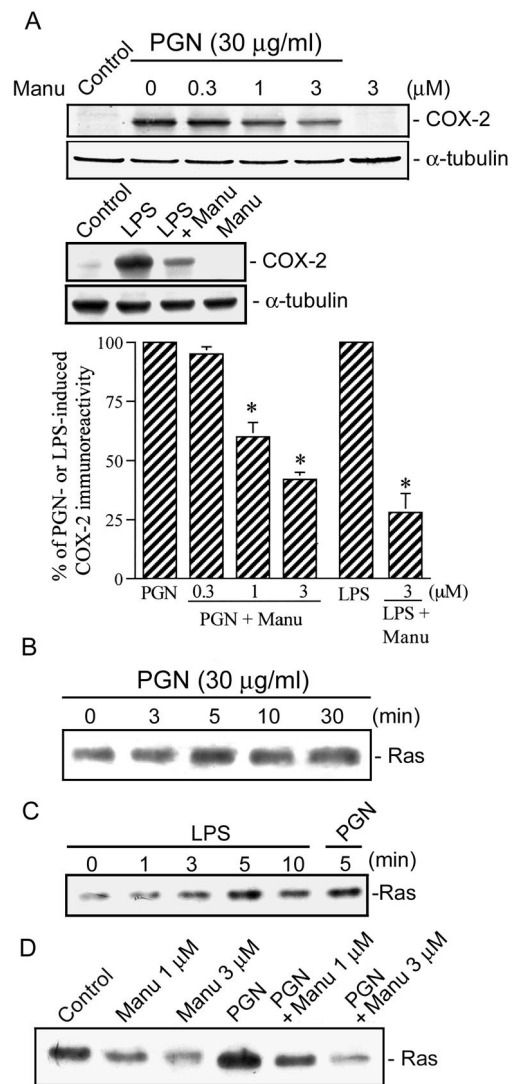 A
PGN (30 μg/ml)
Control
Manu 0 0.3 1 3 3 (μM)
- COX-2
- α-tubulin
Control LPS LPS + Manu Manu
- COX-2
- α-tubulin
% of PGN- or LPS-induced
COX-2 immunoreactivity
100
75
50
25
0
* * *
PGN 0.3 1 3 LPS 3 (μM)
PGN + Manu
LPS +
Manu
B
PGN (30 μg/ml)
0 3 5 10 30 (min)
- Ras
C
LPS PGN
0 1 3 5 10 5 (min)
-Ras
D
Control Manu 1 μM Manu 3 μM PGN PGN + Manu 1 μM PGN + Manu 3 μM
- Ras